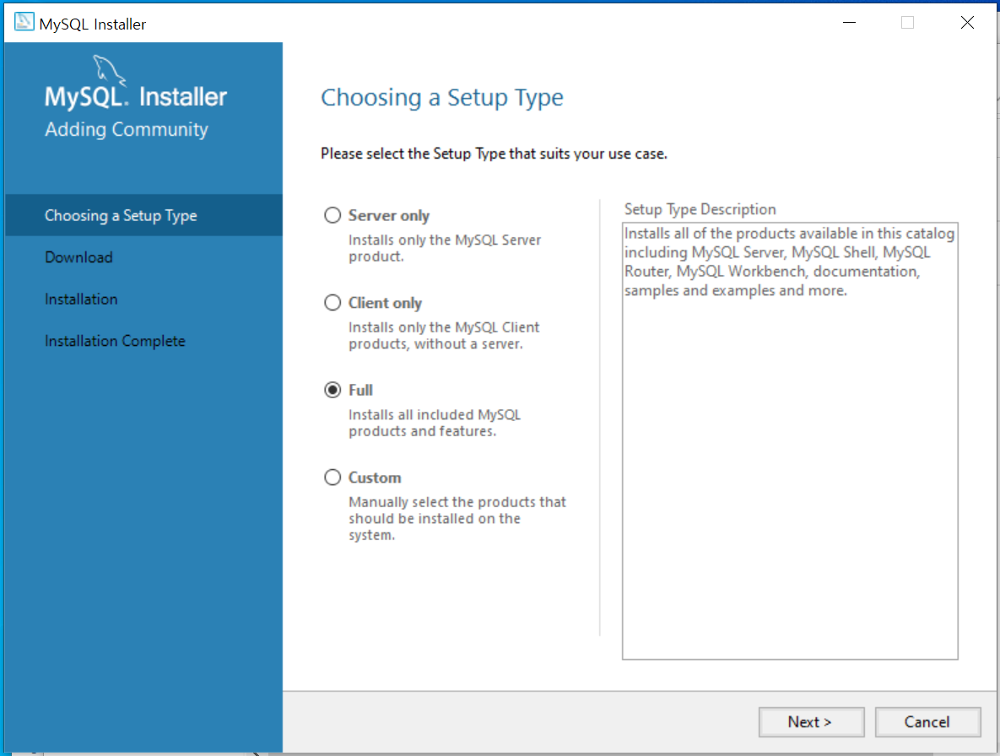 MySQL Installer
MySQL. Installer
Adding Community
Choosing a Setup Type
Download
Installation
Installation Complete
Choosing a Setup Type
Please select the Setup Type that suits your use case.
Server only
Installs only the MySQL Server
product.
Client only
Installs only the MySQL Client
products, without a server.
Full
Installs all included MySQL
products and features.
Custom
Manually select the products that
should be installed on the
system.
Setup Type Description
Installs all of the products available in this catalog
including MySQL Server, MySQL Shell, MySQL
Router, MySQL Workbench, documentation,
samples and examples and more.
Next >
Cancel